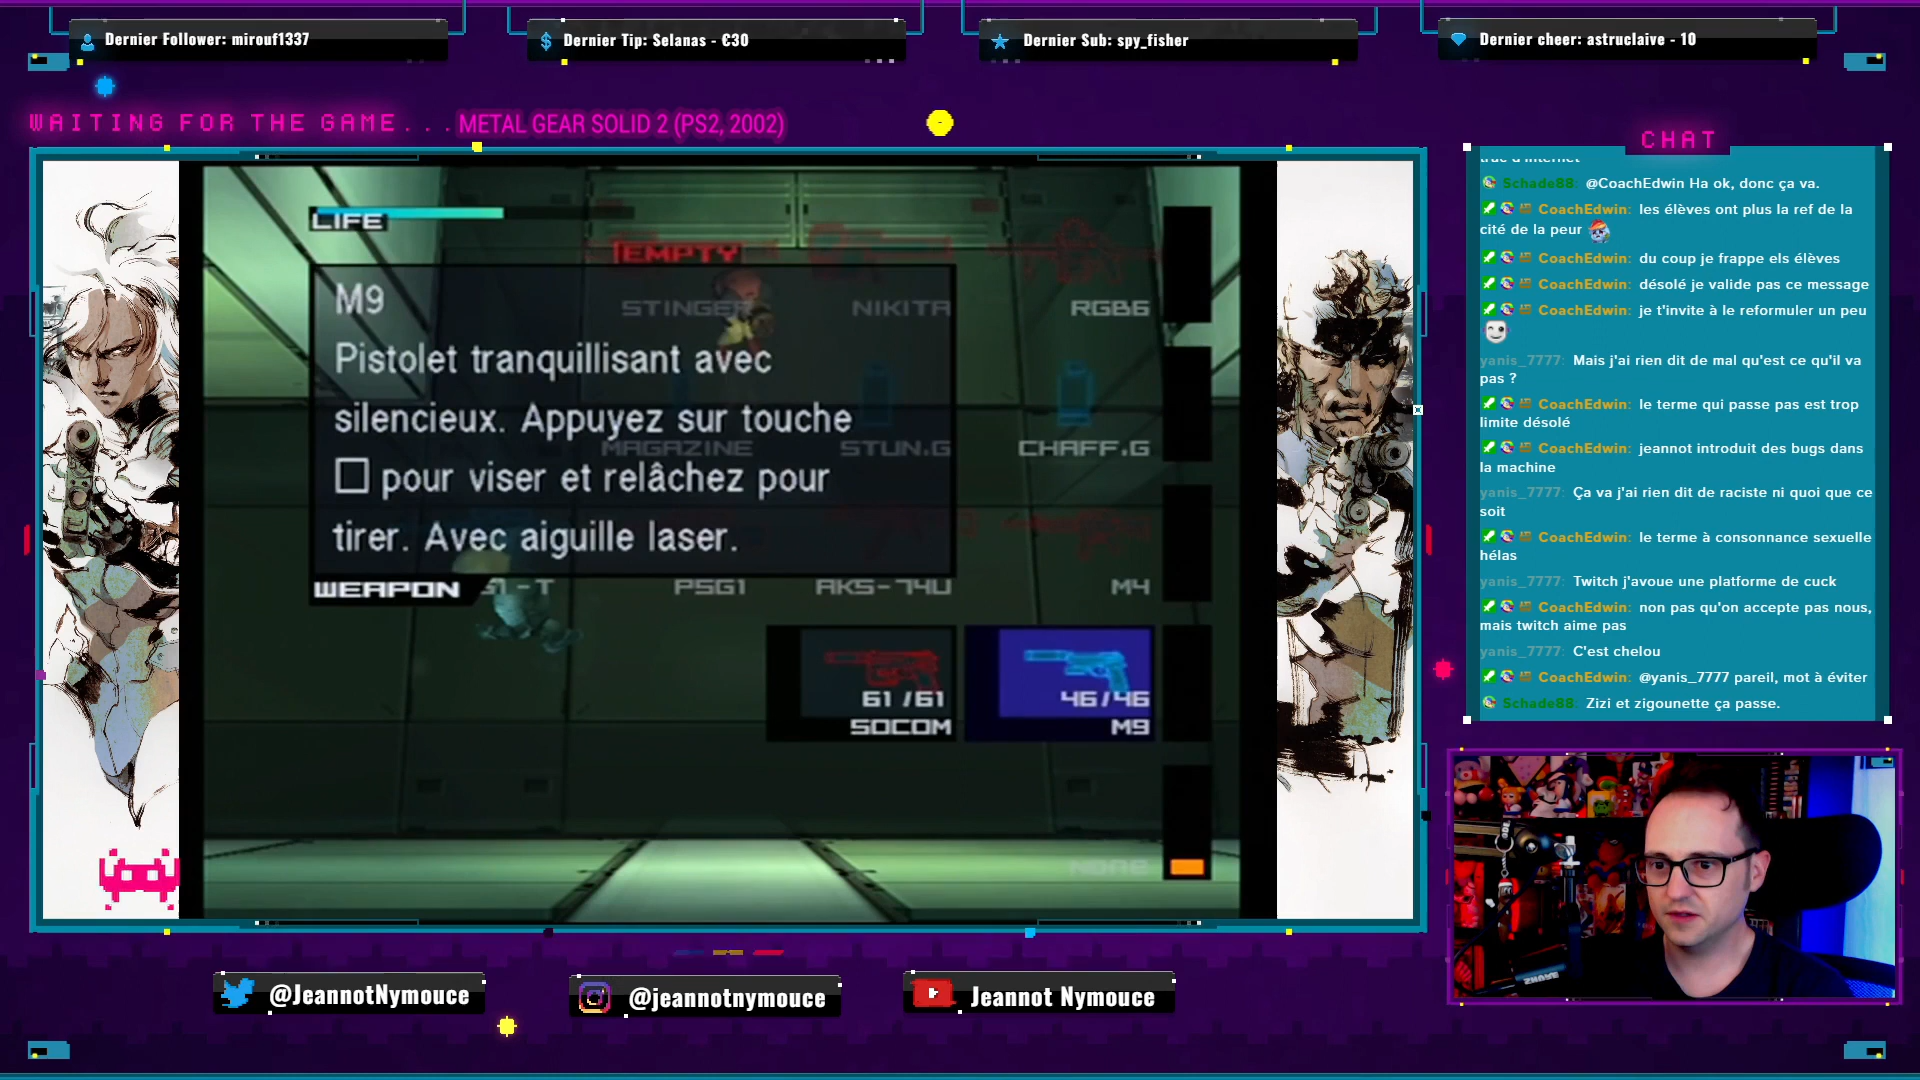 Dernier Follower: mirouf1337
Dernier Tip: Selanas - €30
Dernier Sub: spy_fisher
Dernier cheer: astruclaive - 10
WAITING FOR THE GAME... METAL GEAR SOLID 2 (PS2, 2002)
LIFE
EMPTY
STINGER
NIKITA
RGB6
M9
Pistolet tranquillisant avec
silencieux. Appuyez sur touche
□ pour viser et relâchez pour
tirer. Avec aiguille laser.
MAGAZINE
STUN.G
CHAFF.G
WEAPON
PSG1
AKS-74U
M4
61/61
SOCOM
46/46
M9
NONE
CHAT
truc d'internet
Schade88: @CoachEdwin Ha ok, donc ça va.
CoachEdwin: les élèves ont plus la ref de la
cité de la peur
CoachEdwin: du coup je frappe els élèves
CoachEdwin: désolé je valide pas ce message
CoachEdwin: je t'invite à le reformuler un peu
yanis_7777: Mais j'ai rien dit de mal qu'est ce qu'il va
pas ?
CoachEdwin: le terme qui passe pas est trop
limite désolé
CoachEdwin: jeannot introduit des bugs dans
la machine
yanis_7777: Ça va j'ai rien dit de raciste ni quoi que ce
soit
CoachEdwin: le terme à consonnance sexuelle
hélas
yanis_7777: Twitch j'avoue une platforme de cuck
CoachEdwin: non pas qu'on accepte pas nous,
mais twitch aime pas
yanis_7777: C'est chelou
CoachEdwin: @yanis_7777 pareil, mot à éviter
Schade88: Zizi et zigounette ça passe.
@JeannotNymouce
@jeannotnymouce
Jeannot Nymouce